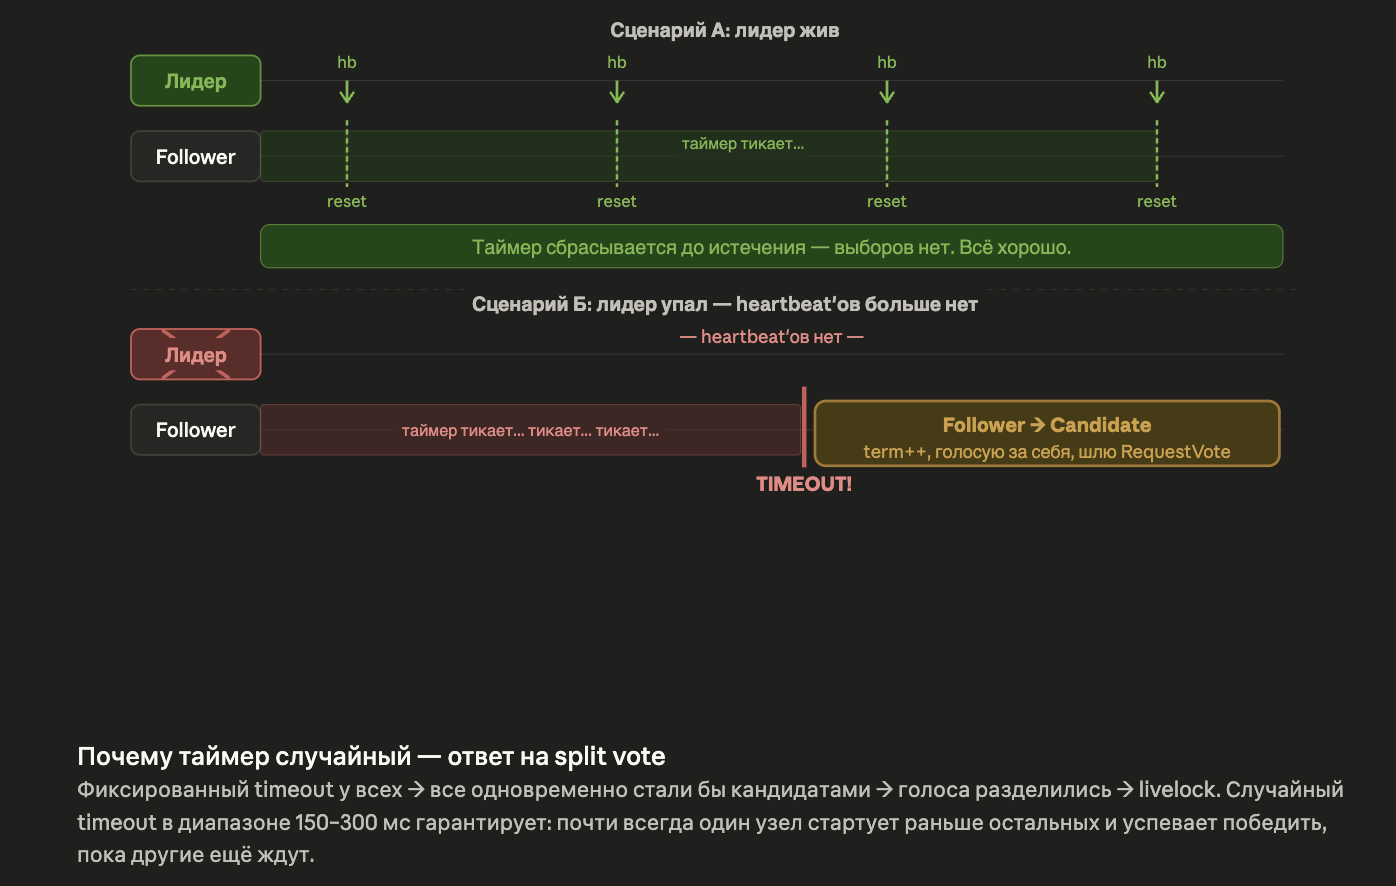 Сценарий А: лидер жив
hb hb hb hb
Лидер
Follower
таймер тикает...
reset reset reset reset
Таймер сбрасывается до истечения — выборов нет. Всё хорошо.
Сценарий Б: лидер упал — heartbeat'ов больше нет
— heartbeat'ов нет —
Лидер
Follower
таймер тикает... тикает... тикает...
Follower → Candidate
term++, голосую за себя, шлю RequestVote
TIMEOUT!
Почему таймер случайный — ответ на split vote
Фиксированный timeout у всех → все одновременно стали бы кандидатами → голоса разделились → livelock. Случайный
timeout в диапазоне 150–300 мс гарантирует: почти всегда один узел стартует раньше остальных и успевает победить,
пока другие ещё ждут.